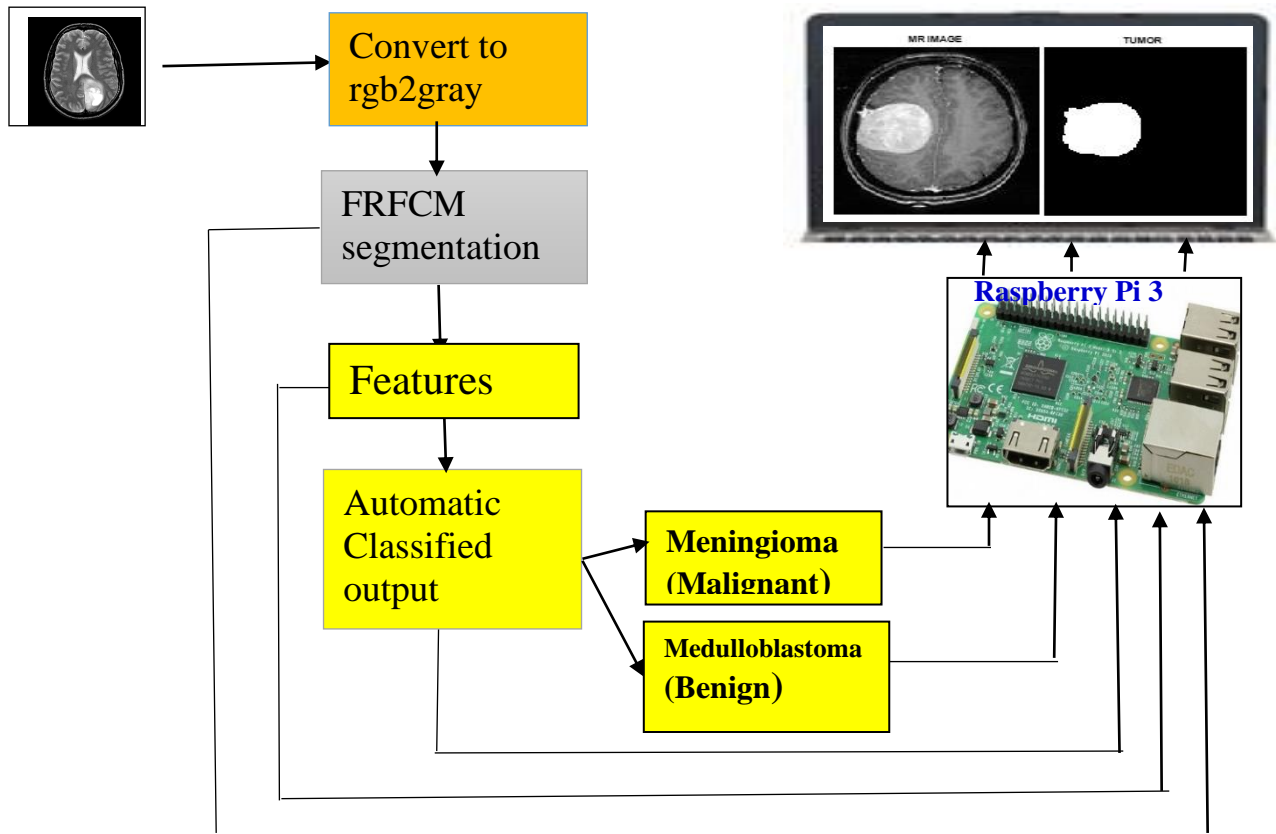 Convert to
rgb2gray
FRFCM
segmentation
Features
Automatic
Classified
output
Meningioma
(Malignant)
Medulloblastoma
(Benign)
MR IMAGE
TUMOR
Raspberry Pi 3
HDMI